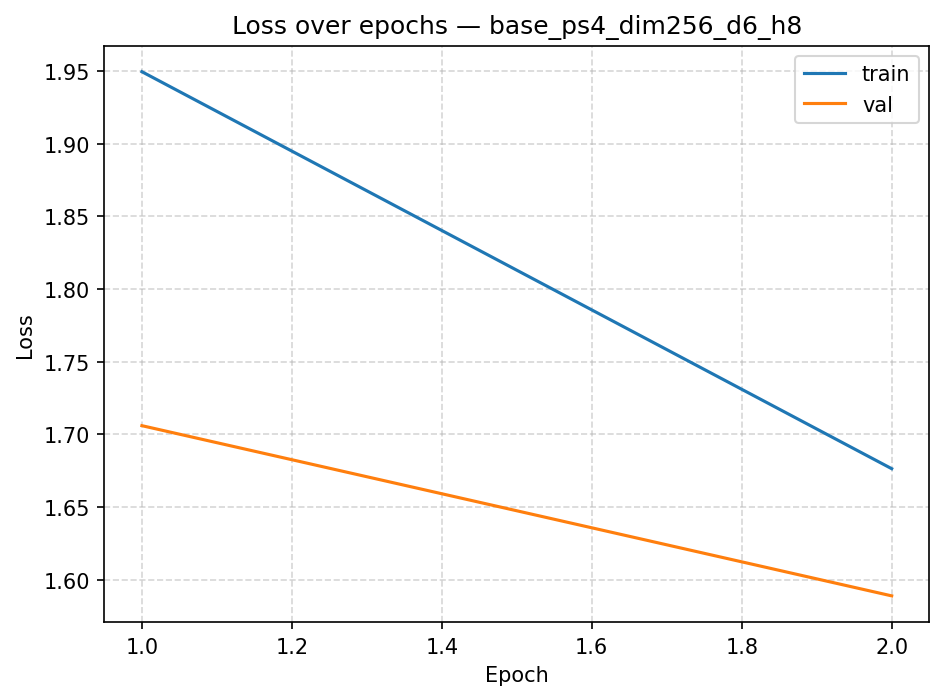 Loss over epochs — base_ps4_dim256_d6_h8
train
val
Loss
1.95
1.90
1.85
1.80
1.75
1.70
1.65
1.60
1.0 1.2 1.4 1.6 1.8 2.0
Epoch